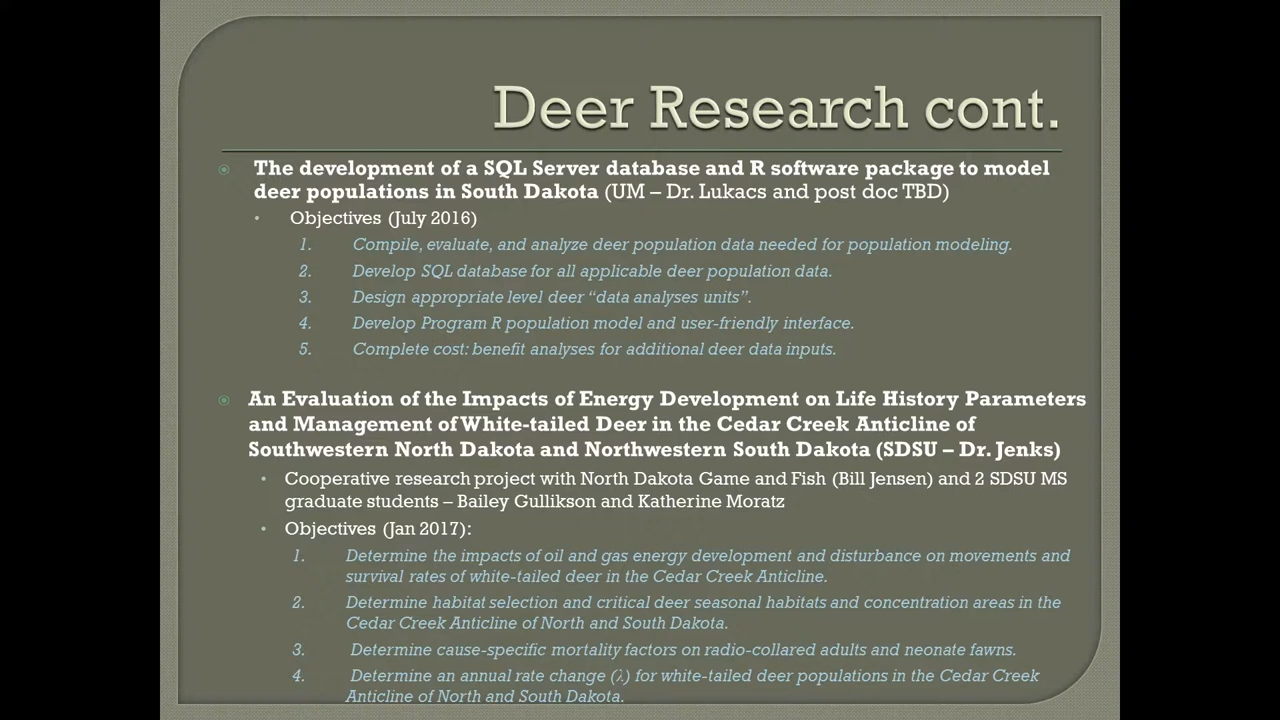 Deer Research cont.
The development of a SQL Server database and R software package to model
deer populations in South Dakota (UM – Dr. Lukacs and post doc TBD)
• Objectives (July 2016)
1. Compile, evaluate, and analyze deer population data needed for population modeling.
2. Develop SQL database for all applicable deer population data.
3. Design appropriate level deer “data analyses units”.
4. Develop Program R population model and user-friendly interface.
5. Complete cost: benefit analyses for additional deer data inputs.
An Evaluation of the Impacts of Energy Development on Life History Parameters
and Management of White-tailed Deer in the Cedar Creek Anticline of
Southwestern North Dakota and Northwestern South Dakota (SDSU – Dr. Jenks)
• Cooperative research project with North Dakota Game and Fish (Bill Jensen) and 2 SDSU MS
graduate students – Bailey Gullikson and Katherine Moratz
• Objectives (Jan 2017):
1. Determine the impacts of oil and gas energy development and disturbance on movements and
survival rates of white-tailed deer in the Cedar Creek Anticline.
2. Determine habitat selection and critical deer seasonal habitats and concentration areas in the
Cedar Creek Anticline of North and South Dakota.
3. Determine cause-specific mortality factors on radio-collared adults and neonate fawns.
4. Determine an annual rate change (λ) for white-tailed deer populations in the Cedar Creek
Anticline of North and South Dakota.